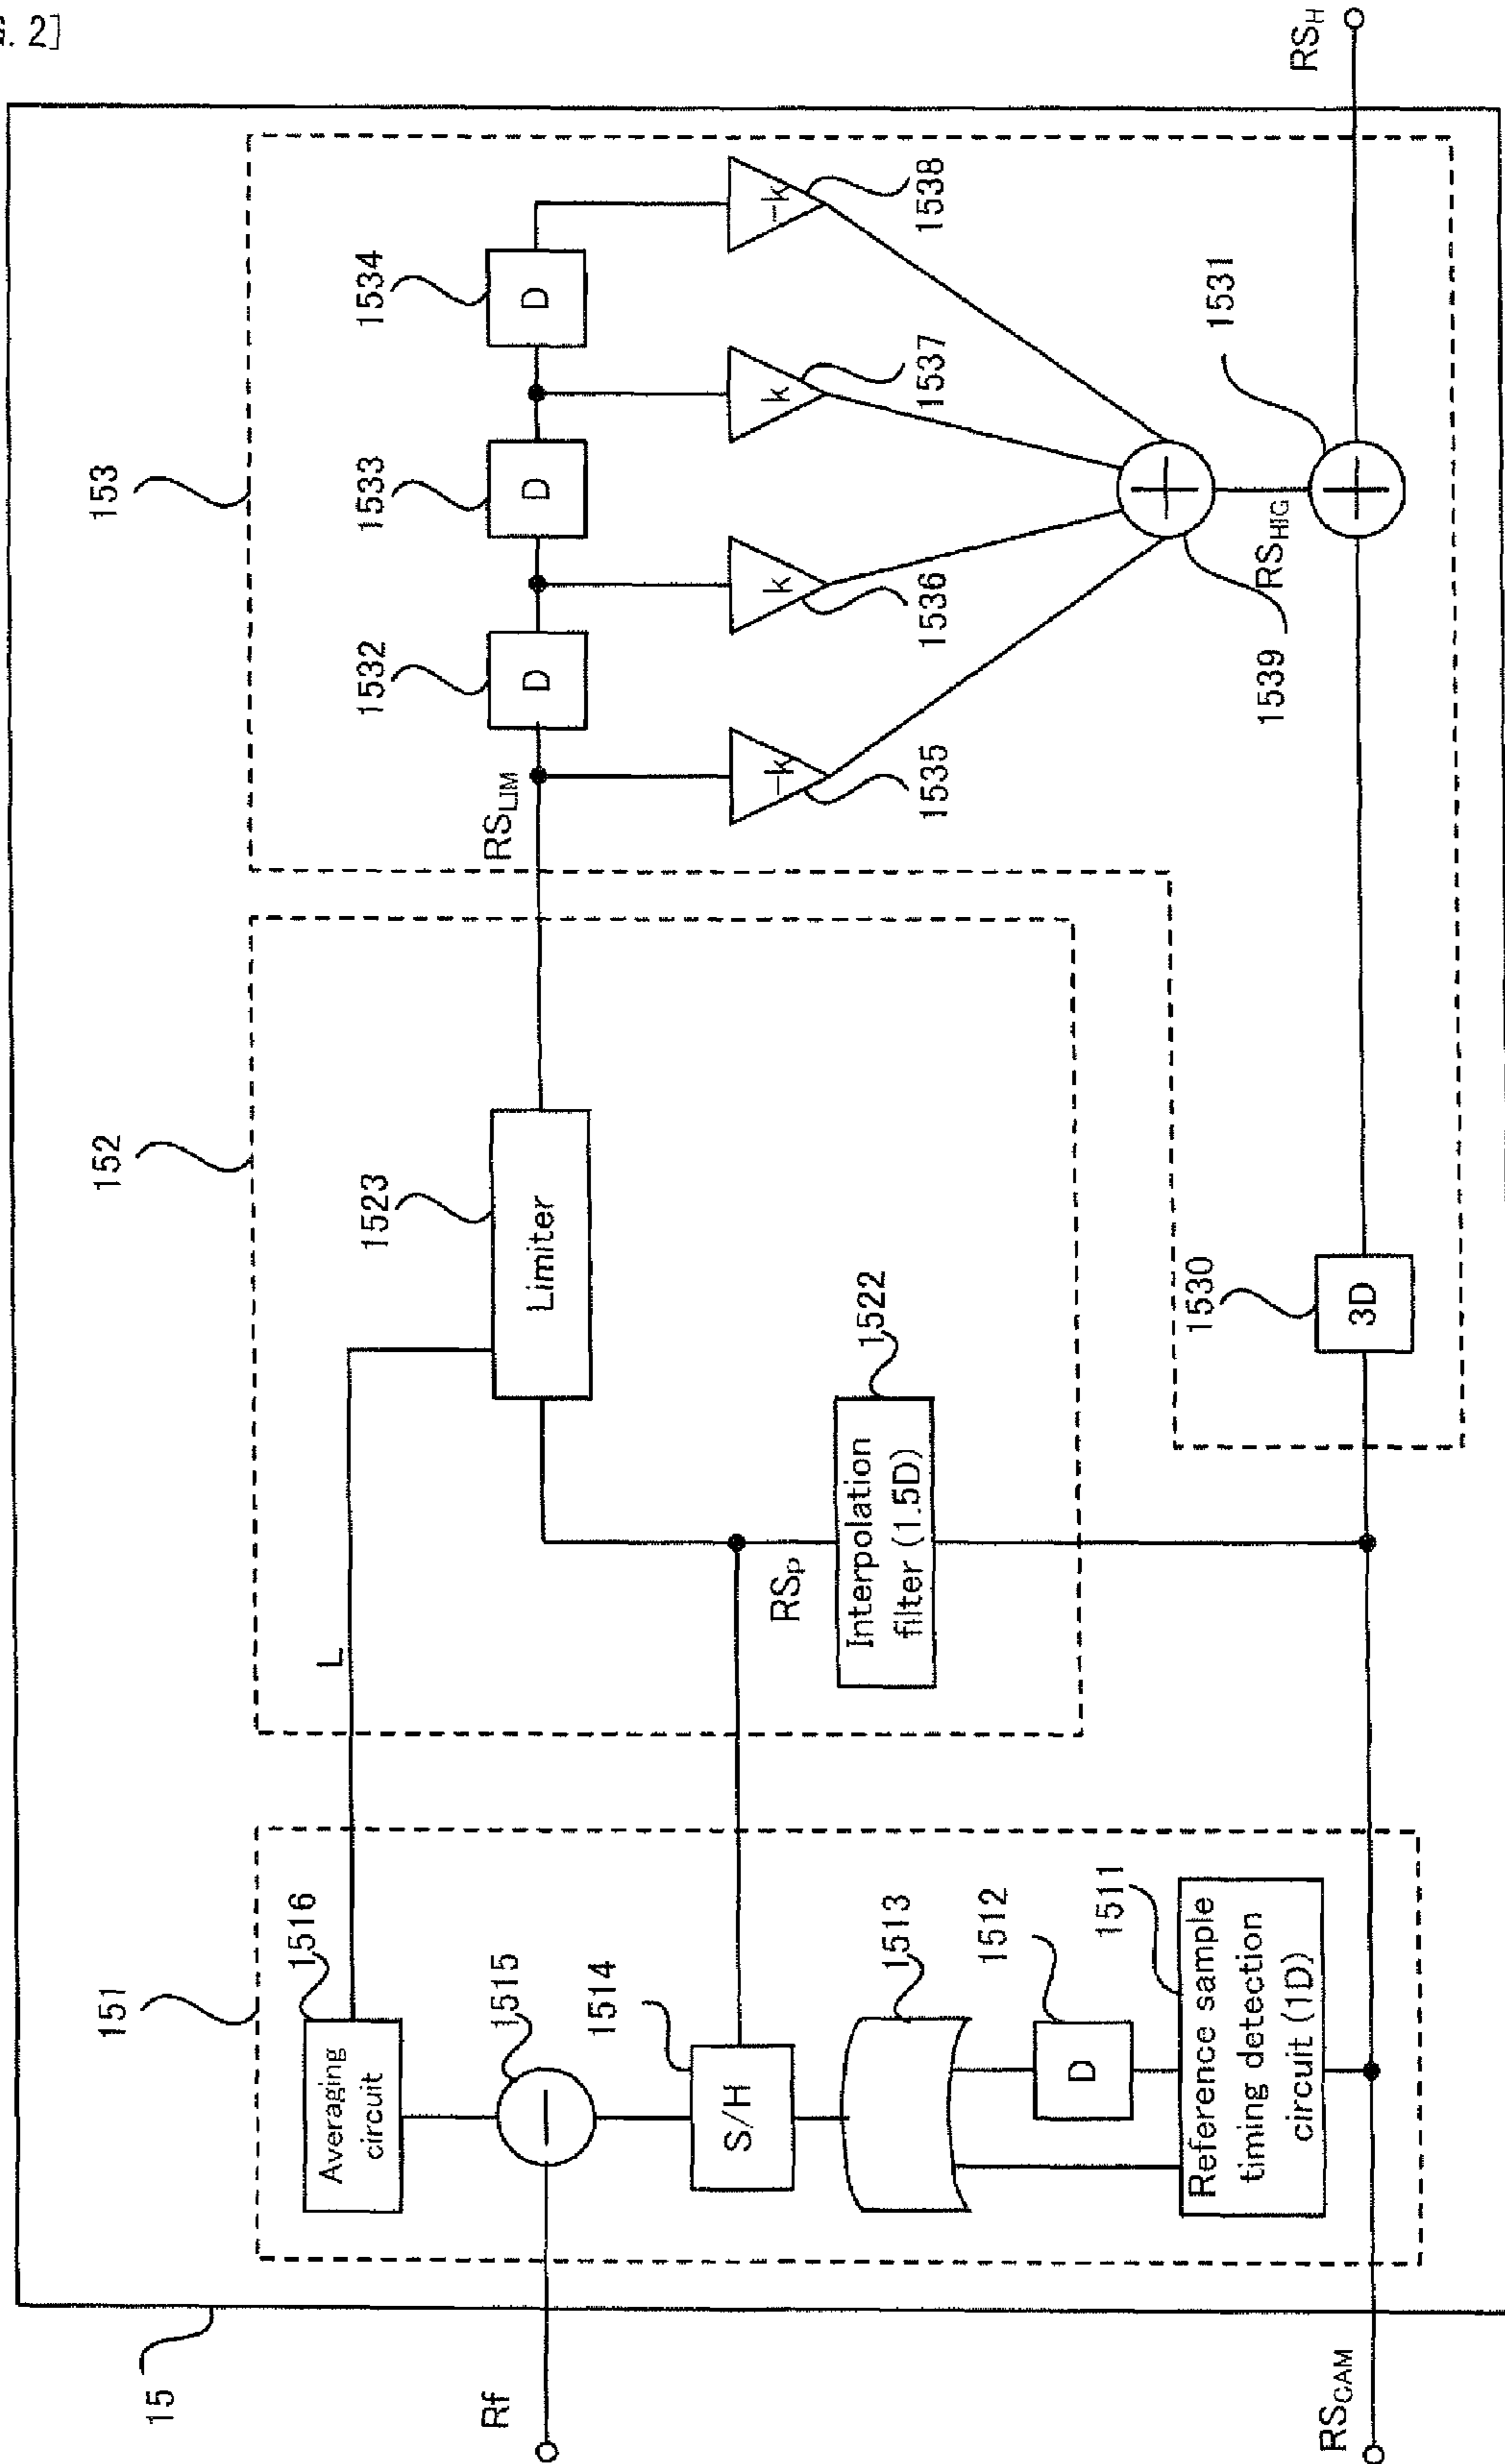 G. 2]
15
Rf
RS_CAM
151
1516
Averaging
circuit
1515
1514
S/H
1513
1512
D
1511
Reference sample
timing detection
circuit (1D)
L
152
1523
Limiter
RS_P
1522
Interpolation
filter (1.5D)
153
RS_LIM
1532
D
1533
D
1534
D
-k
1535
k
1536
k
1537
-k
1538
1539
RS_HIG
1531
1530
3D
RS_H